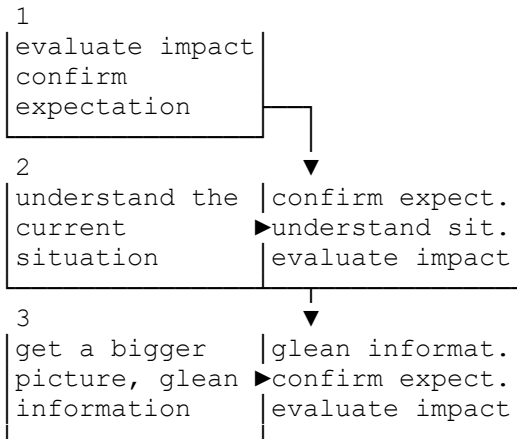 1
evaluate impact
confirm
expectation
2
understand the
current
situation
confirm expect.
understand sit.
evaluate impact
3
get a bigger
picture, glean
information
glean informat.
confirm expect.
evaluate impact